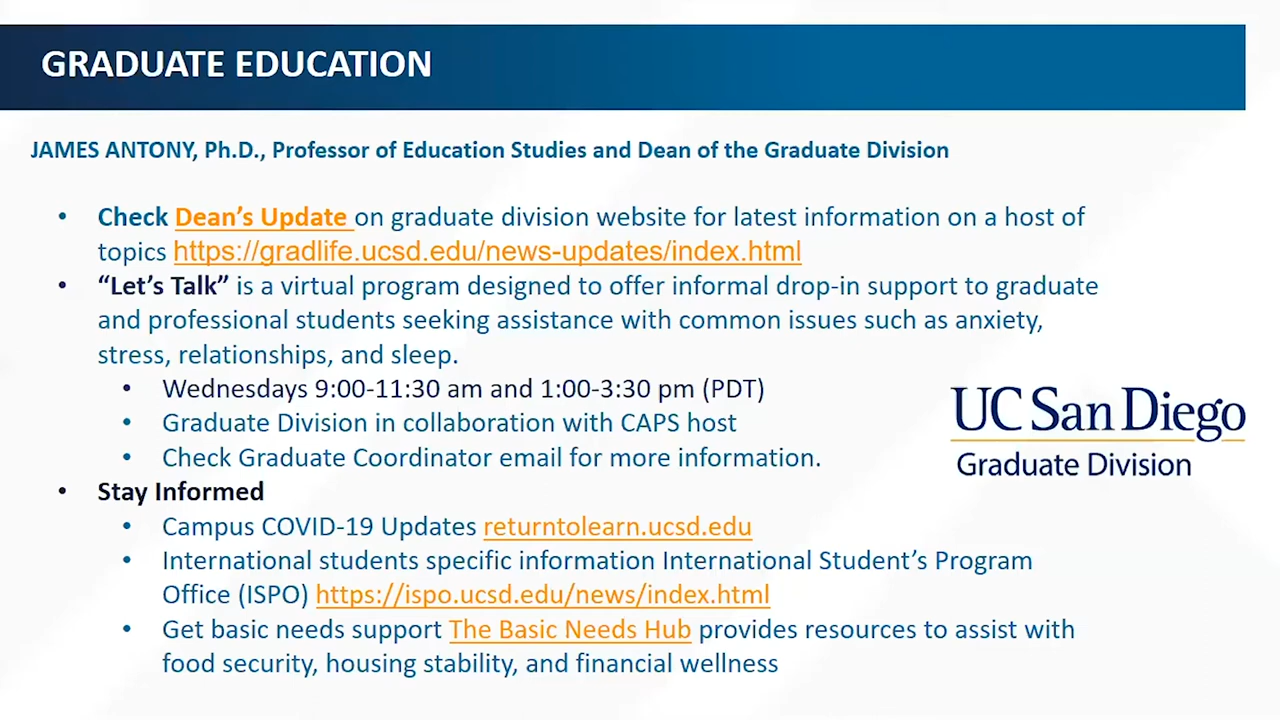 GRADUATE EDUCATION
JAMES ANTONY, Ph.D., Professor of Education Studies and Dean of the Graduate Division
• Check Dean’s Update on graduate division website for latest information on a host of
topics https://gradlife.ucsd.edu/news-updates/index.html
• “Let’s Talk” is a virtual program designed to offer informal drop-in support to graduate
and professional students seeking assistance with common issues such as anxiety,
stress, relationships, and sleep.
• Wednesdays 9:00-11:30 am and 1:00-3:30 pm (PDT)
• Graduate Division in collaboration with CAPS host
• Check Graduate Coordinator email for more information.
• Stay Informed
• Campus COVID-19 Updates returntolearn.ucsd.edu
• International students specific information International Student’s Program
Office (ISPO) https://ispo.ucsd.edu/news/index.html
• Get basic needs support The Basic Needs Hub provides resources to assist with
food security, housing stability, and financial wellness
UC San Diego
Graduate Division